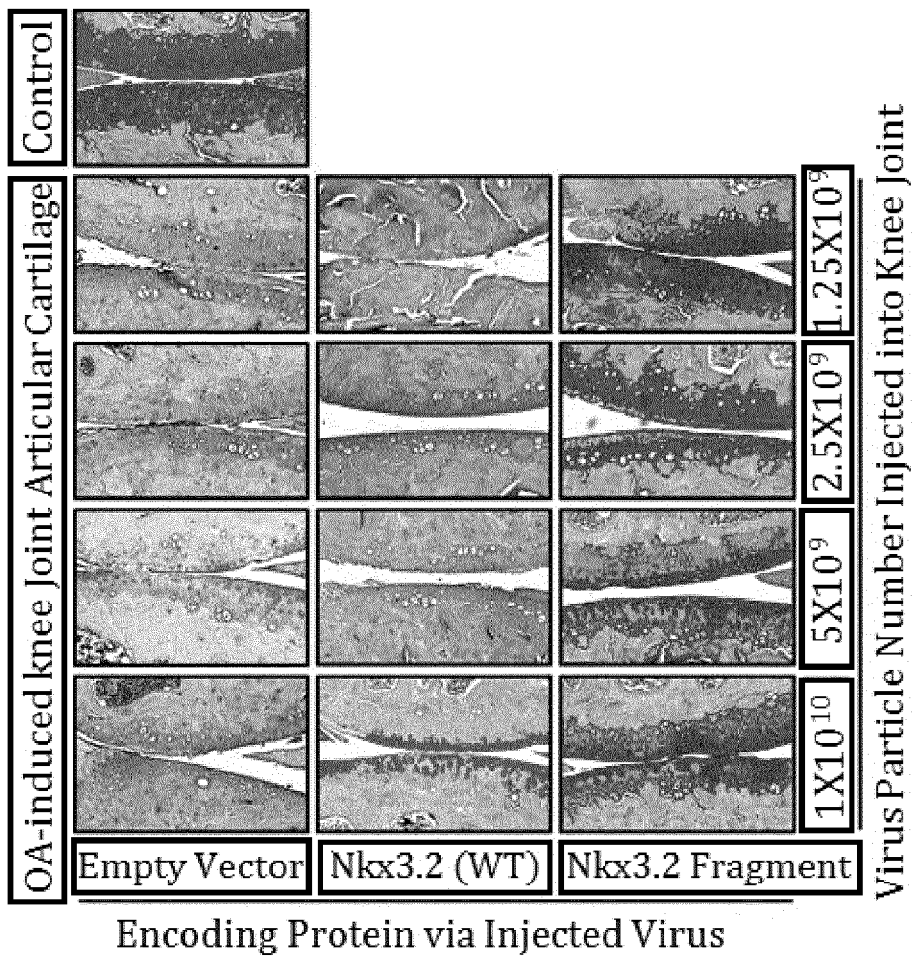 Control
OA-induced knee Joint Articular Cartilage
1.25X10⁹
2.5X10⁹
5X10⁹
1X10¹⁰
Virus Particle Number Injected into Knee Joint
Empty Vector
Nkx3.2 (WT)
Nkx3.2 Fragment
Encoding Protein via Injected Virus